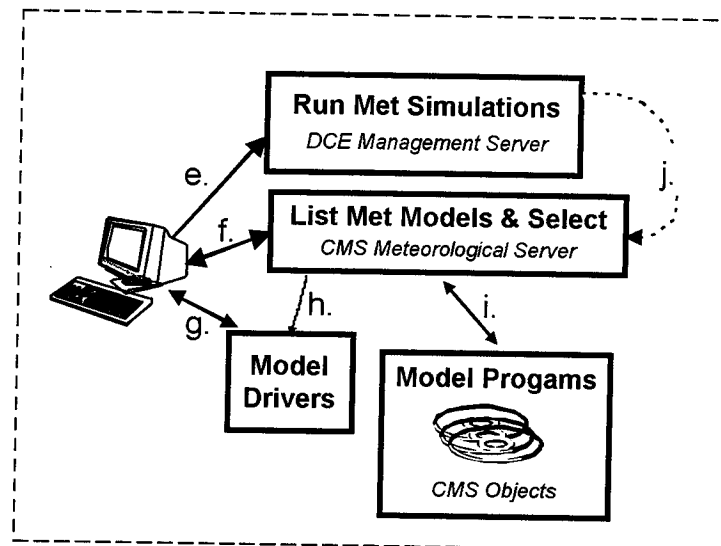 Run Met Simulations
DCE Management Server
e.
j.
List Met Models & Select
CMS Meteorological Server
f.
g.
h.
i.
Model
Drivers
Model Progams
CMS Objects